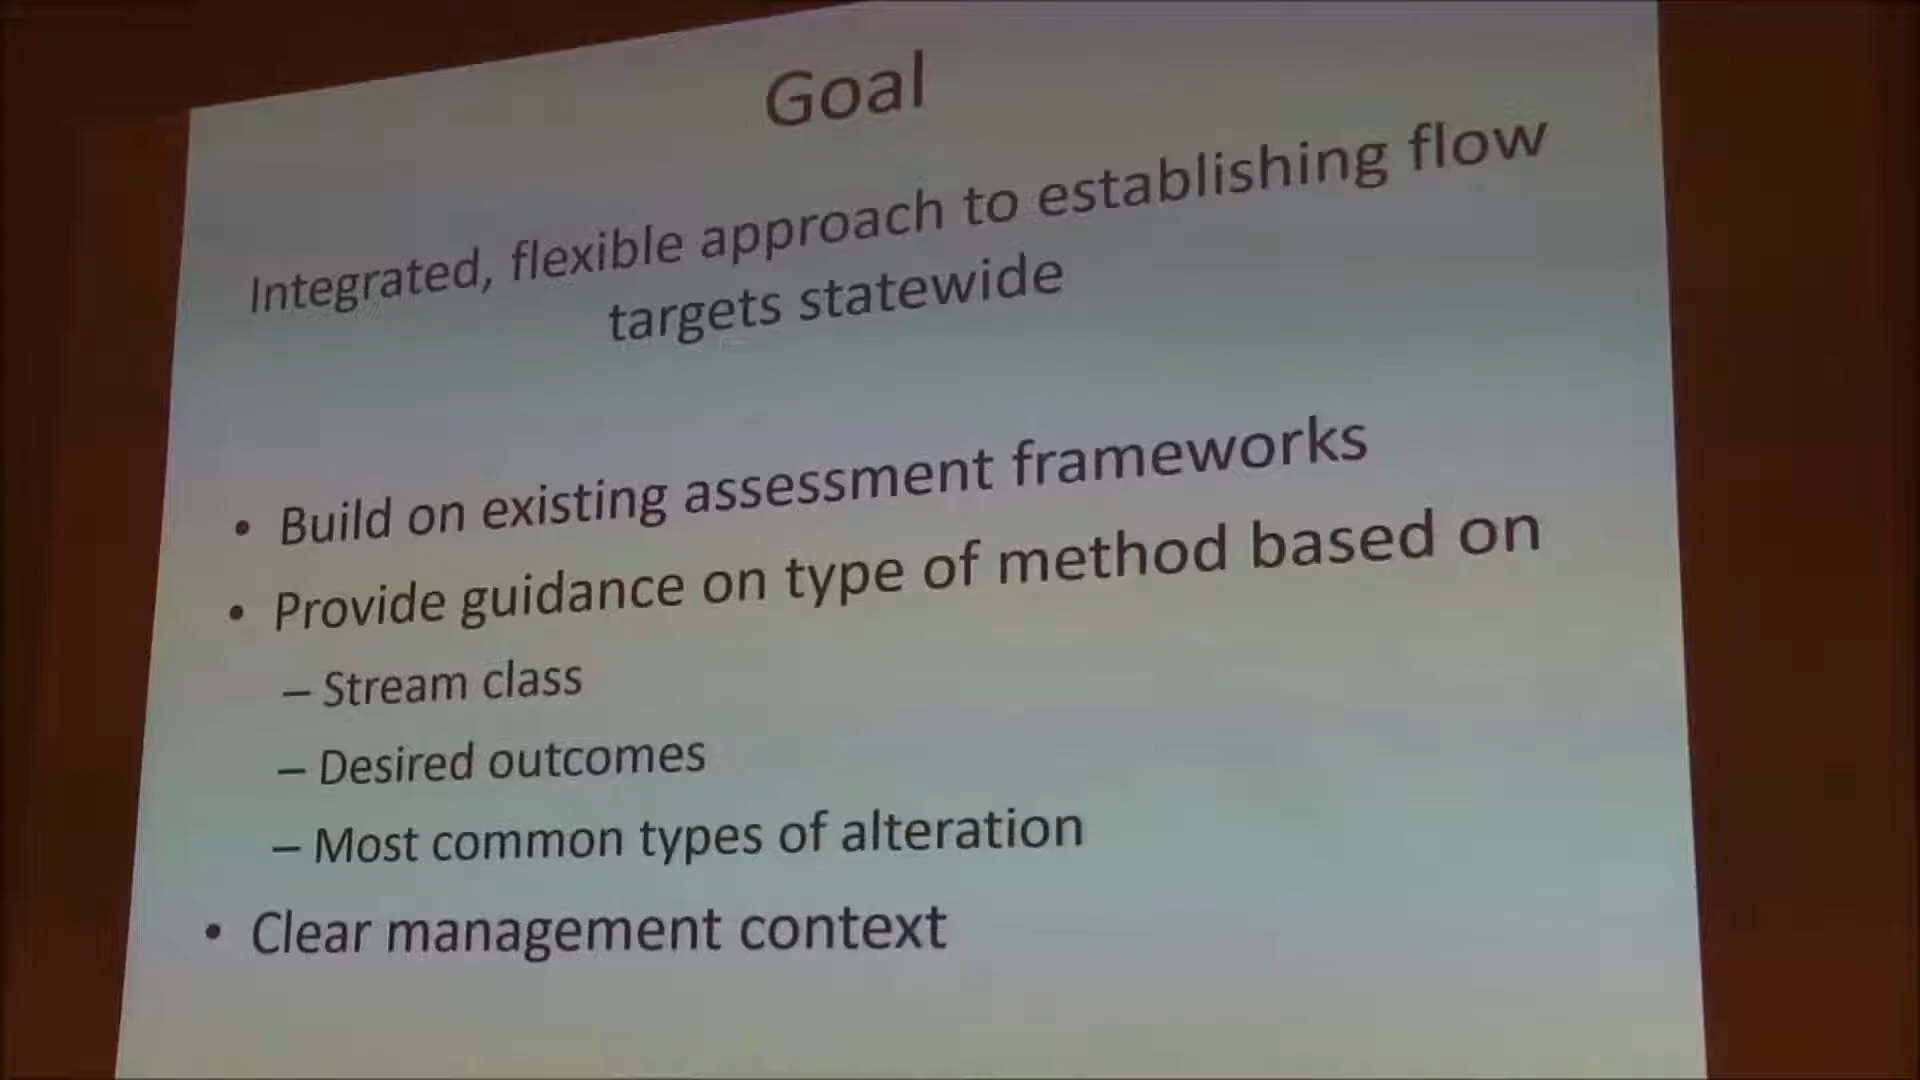 Goal
Integrated, flexible approach to establishing flow
targets statewide
• Build on existing assessment frameworks
• Provide guidance on type of method based on
– Stream class
– Desired outcomes
– Most common types of alteration
• Clear management context